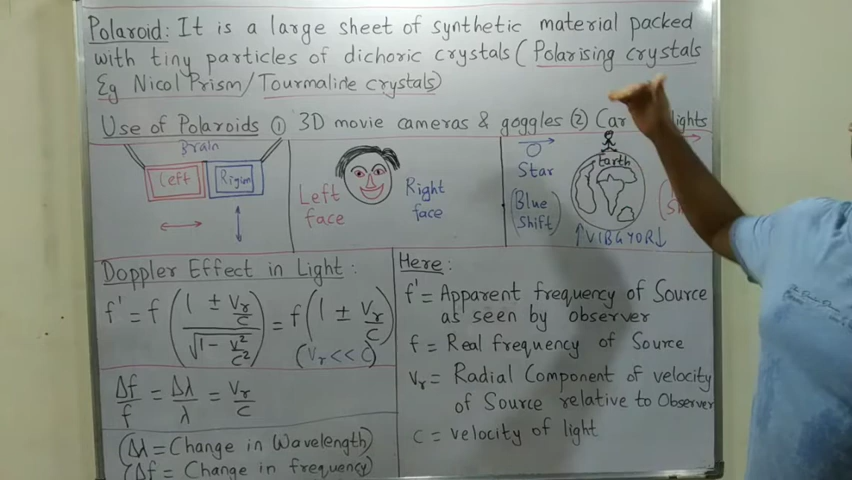 Polaroid: It is a large sheet of synthetic material packed
with tiny particles of dichoric crystals (Polarising crystals
Eg Nicol Prism/Tourmaline crystals)
Use of Polaroids ① 3D movie cameras & goggles ② Car lights
Brain
Left
Right
Left face
Right face
Star
(Blue shift)
Earth
↑VIBGYOR↓
Doppler Effect in Light:
f' = f ( (1 ± Vr/c) / √(1 - v²/c²) ) = f (1 ± Vr/c)
(Vr << C)
Δf/f = Δλ/λ = Vr/c
(Δλ = Change in Wavelength)
(Δf = Change in frequency)
Here:
f' = Apparent frequency of Source
as seen by observer
f = Real frequency of Source
Vr = Radial Component of velocity
of Source relative to Observer
C = velocity of light